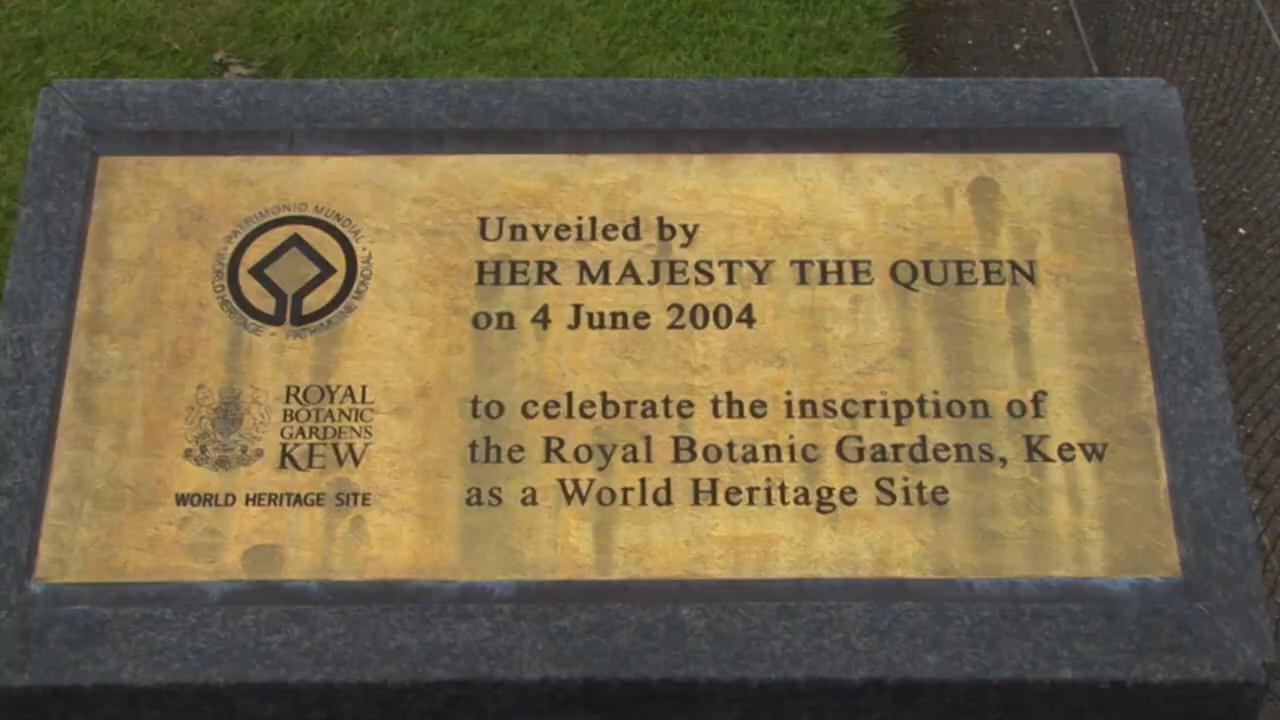 PATRIMONIO MUNDIAL • WORLD HERITAGE • PATRIMOINE MONDIAL •
Unveiled by
HER MAJESTY THE QUEEN
on 4 June 2004
ROYAL
BOTANIC
GARDENS
KEW
WORLD HERITAGE SITE
to celebrate the inscription of
the Royal Botanic Gardens, Kew
as a World Heritage Site